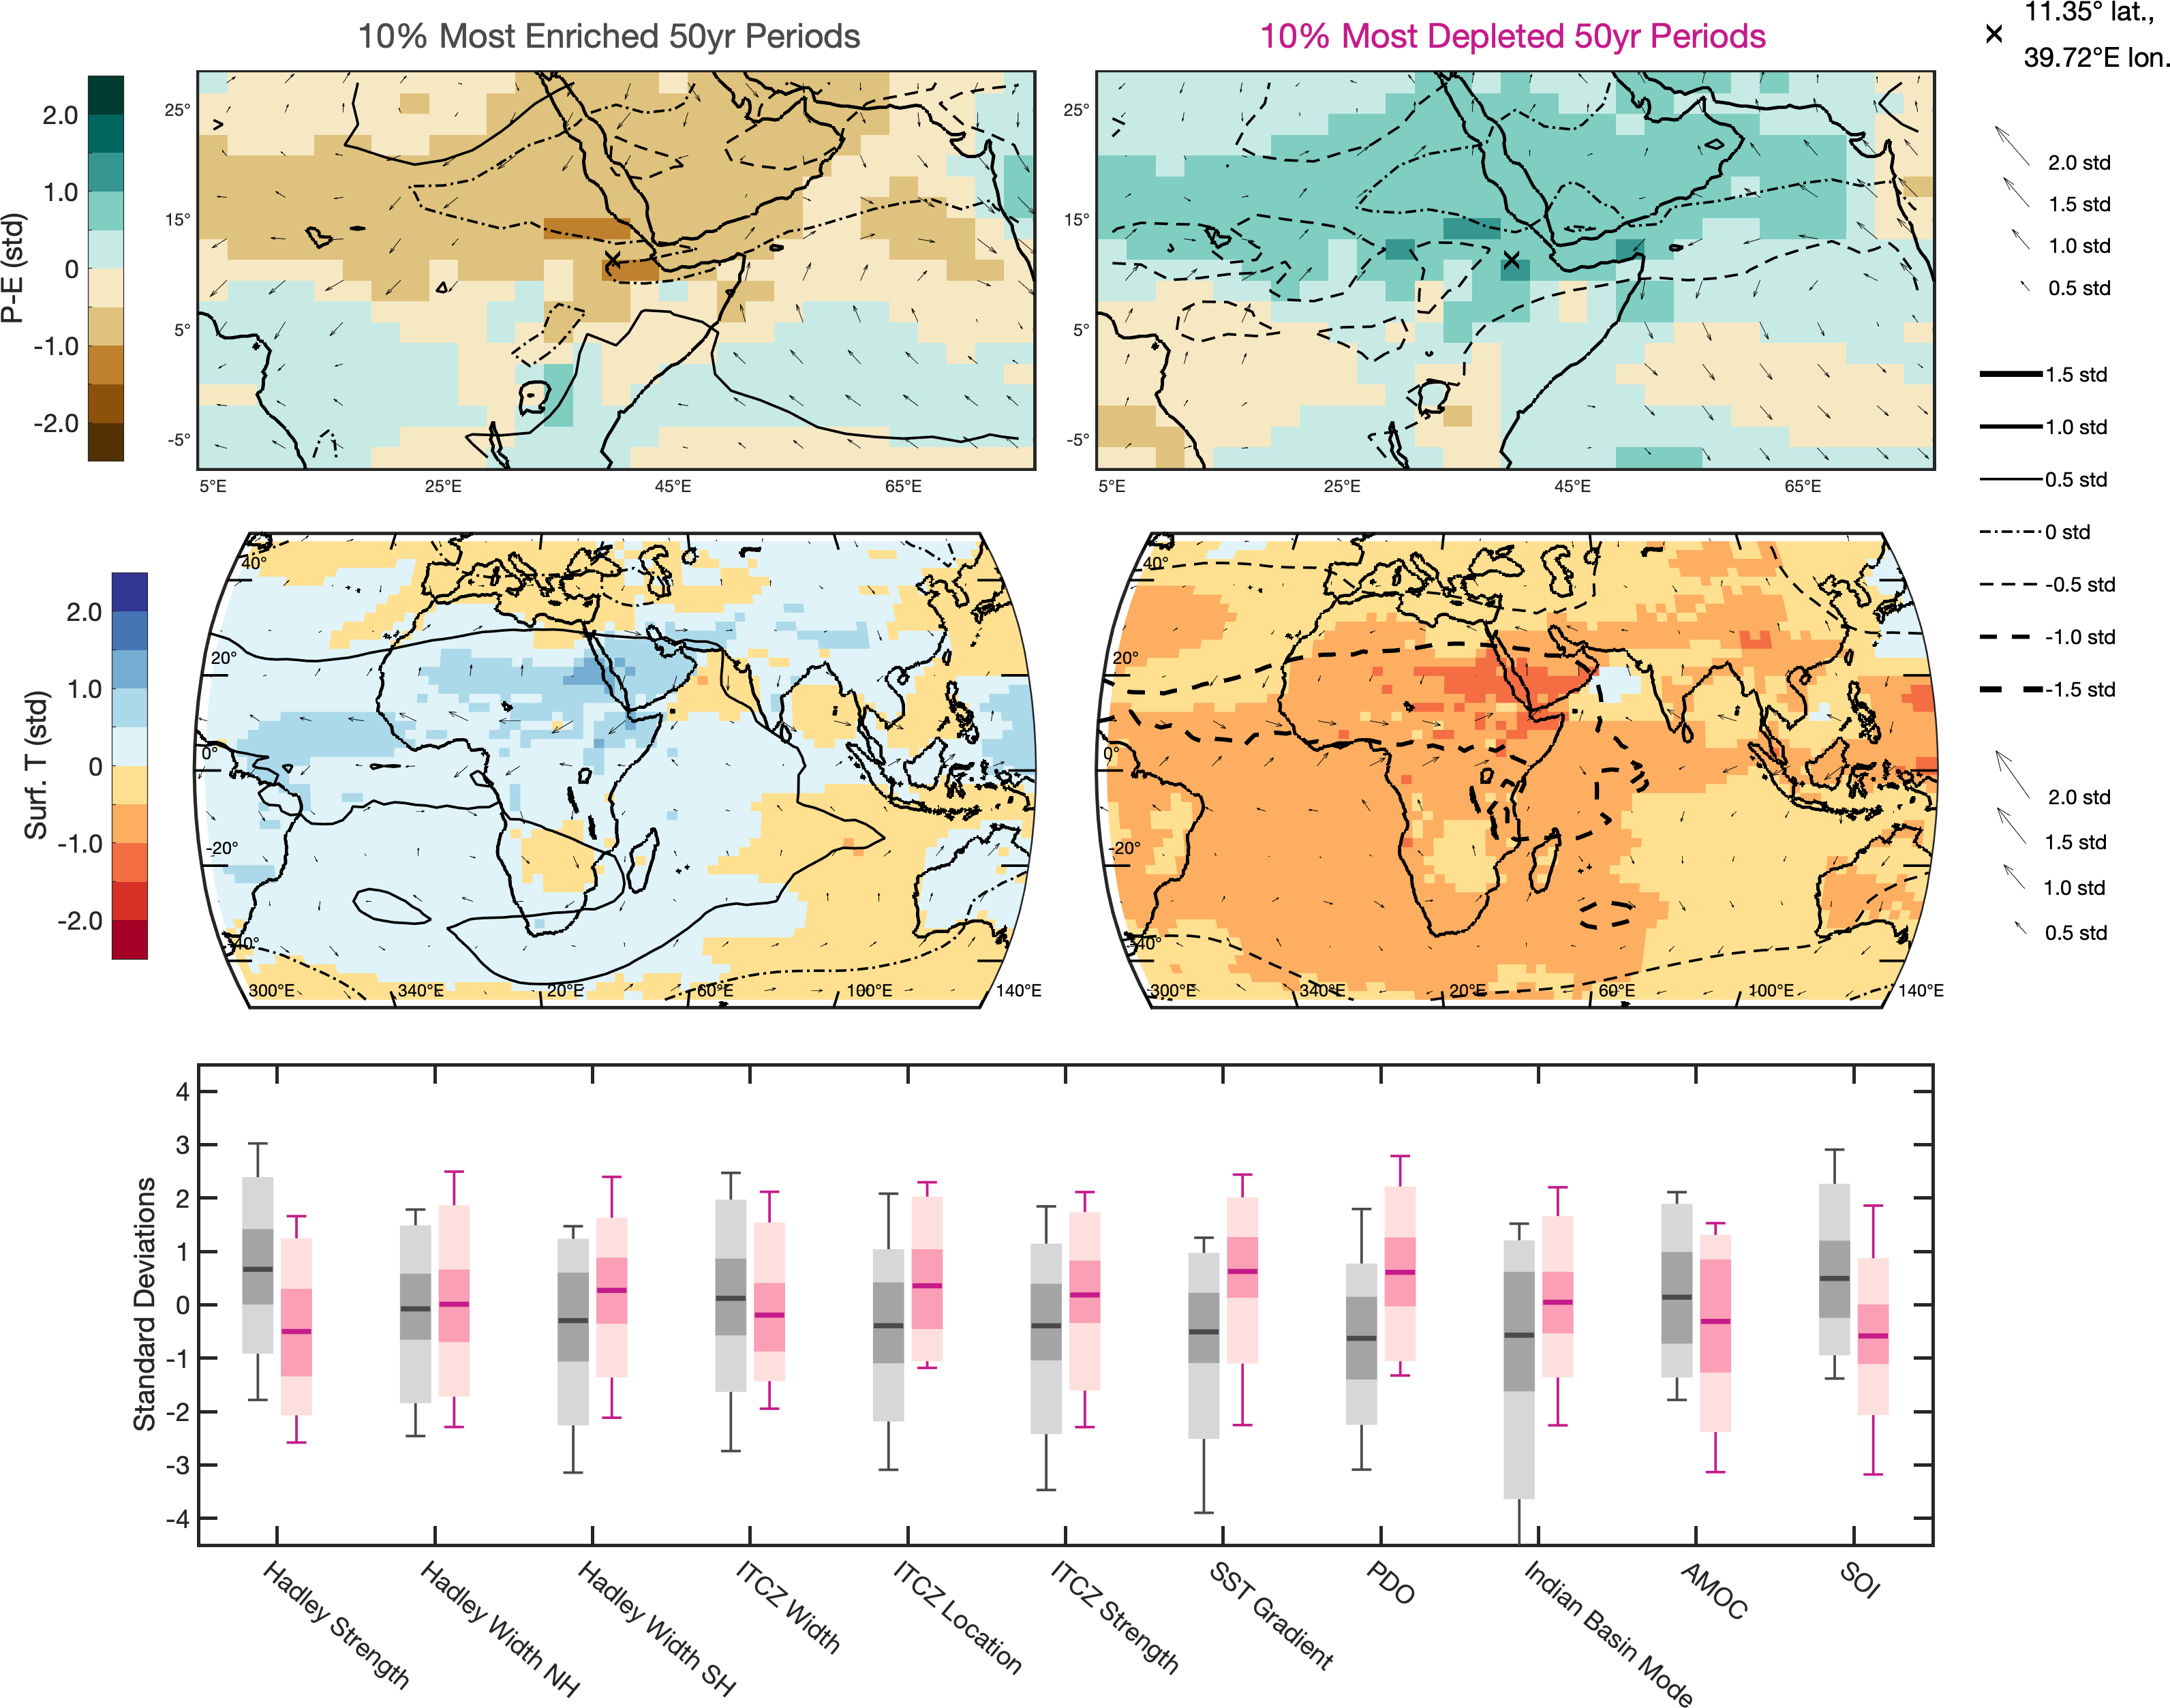 10% Most Enriched 50yr Periods
10% Most Depleted 50yr Periods
11.35° lat.,
39.72°E lon.
P-E (std)
2.0
1.0
0
-1.0
-2.0
25°
15°
5°
-5°
5°E
25°E
45°E
65°E
25°
15°
5°
-5°
5°E
25°E
45°E
65°E
2.0 std
1.5 std
1.0 std
0.5 std
1.5 std
1.0 std
0.5 std
0 std
-0.5 std
-1.0 std
-1.5 std
Surf. T (std)
2.0
1.0
0
-1.0
-2.0
40°
20°
0°
-20°
-40°
300°E
340°E
20°E
60°E
100°E
140°E
40°
20°
0°
-20°
-40°
300°E
340°E
20°E
60°E
100°E
140°E
2.0 std
1.5 std
1.0 std
0.5 std
Standard Deviations
4
3
2
1
0
-1
-2
-3
-4
Hadley Strength
Hadley Width NH
Hadley Width SH
ITCZ Width
ITCZ Location
ITCZ Strength
SST Gradient
PDO
Indian Basin Mode
AMOC
SOI